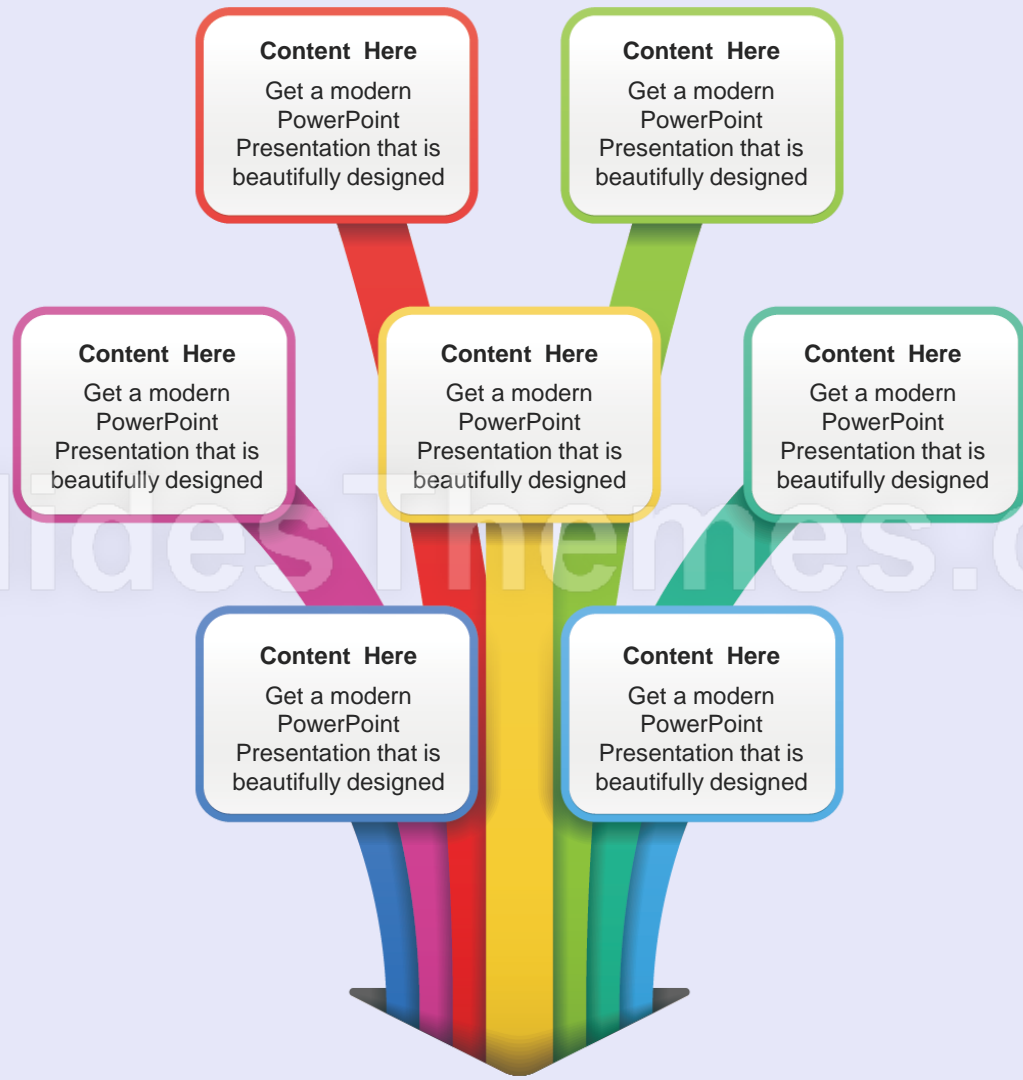 Content Here
Get a modern
PowerPoint
Presentation that is
beautifully designed
Content Here
Get a modern
PowerPoint
Presentation that is
beautifully designed
Content Here
Get a modern
PowerPoint
Presentation that is
beautifully designed
Content Here
Get a modern
PowerPoint
Presentation that is
beautifully designed
Content Here
Get a modern
PowerPoint
Presentation that is
beautifully designed
lidesThemes.c
Content Here
Get a modern
PowerPoint
Presentation that is
beautifully designed
Content Here
Get a modern
PowerPoint
Presentation that is
beautifully designed